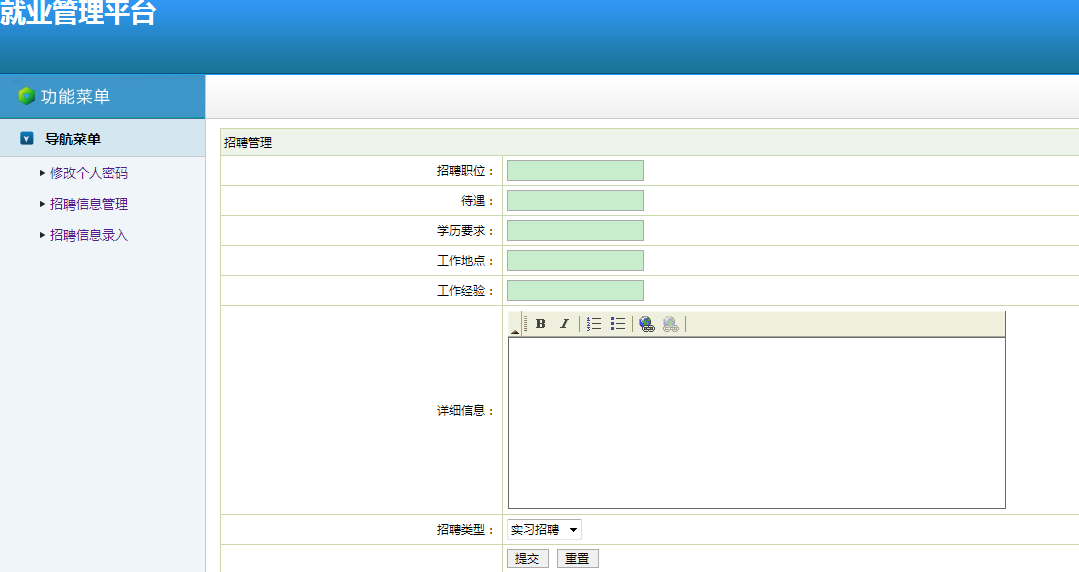 就业管理平台
功能菜单
导航菜单
修改个人密码
招聘信息管理
招聘信息录入
招聘管理
招聘职位：
待遇：
学历要求：
工作地点：
工作经验：
B I
详细信息：
招聘类型： 实习招聘
提交 重置